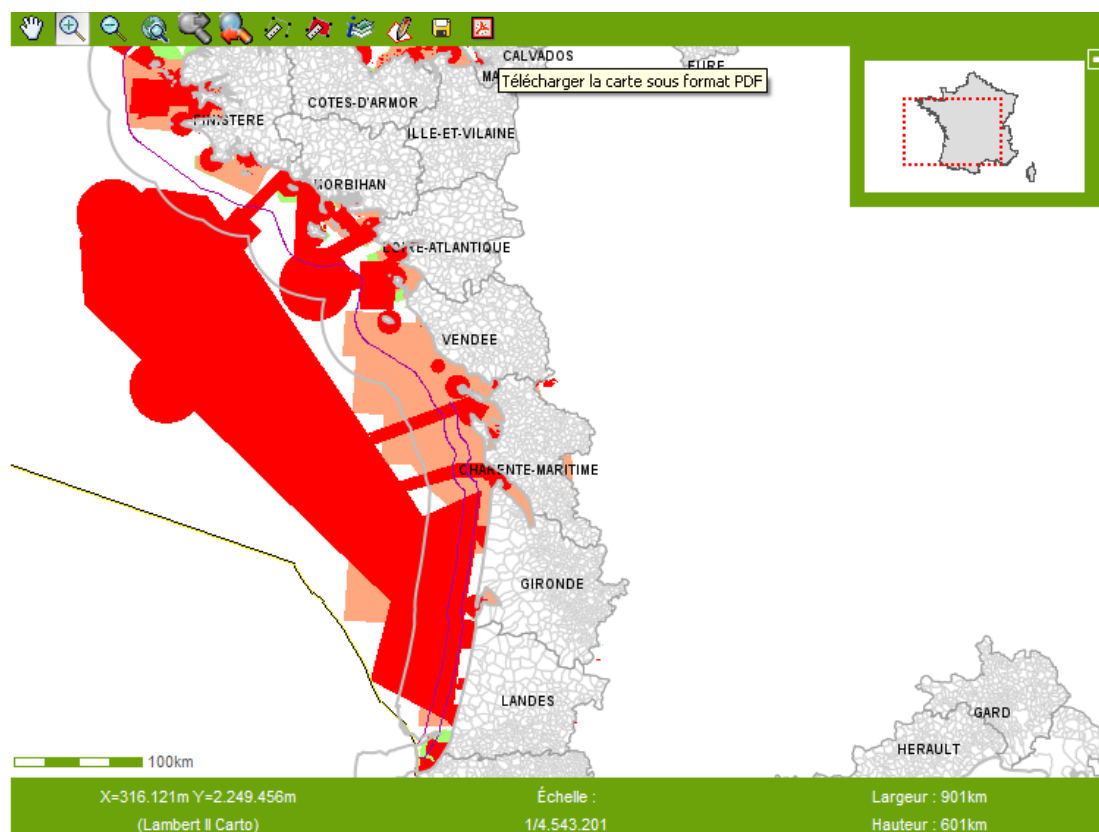 CALVADOS
EURE
MA
Télécharger la carte sous format PDF
COTES-D'ARMOR
FINISTERE
ILLE-ET-VILAINE
MORBIHAN
LOIRE-ATLANTIQUE
VENDEE
CHARENTE-MARITIME
GIRONDE
LANDES
GARD
HERAULT
100km
X=316.121m Y=2.249.456m
(Lambert II Carto)
Échelle :
1/4.543.201
Largeur : 901km
Hauteur : 601km